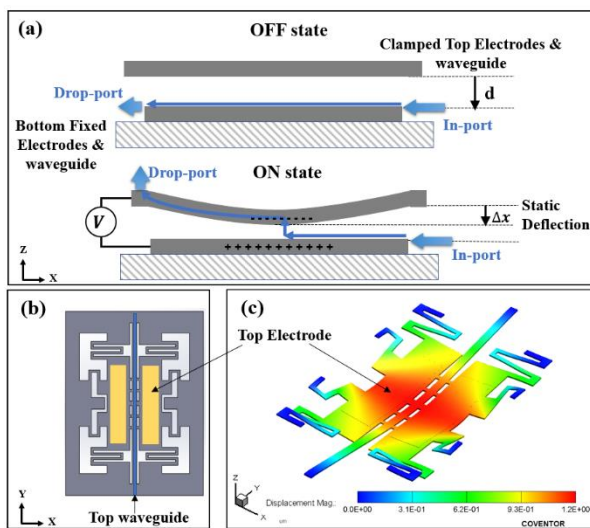 (a)
OFF state
Clamped Top Electrodes &
waveguide
Drop-port
d
In-port
Bottom Fixed
Electrodes &
waveguide
Drop-port
ON state
Static
Deflection
Δx
V
- - - - - - - - - -
+ + + + + + + + + + +
In-port
Z
X
(b)
Top Electrode
Top waveguide
Y
X
(c)
Z
Y
X
Displacement Mag.:
0.0E+00 3.1E-01 6.2E-01 9.3E-01 1.2E+00
um
COVENTOR